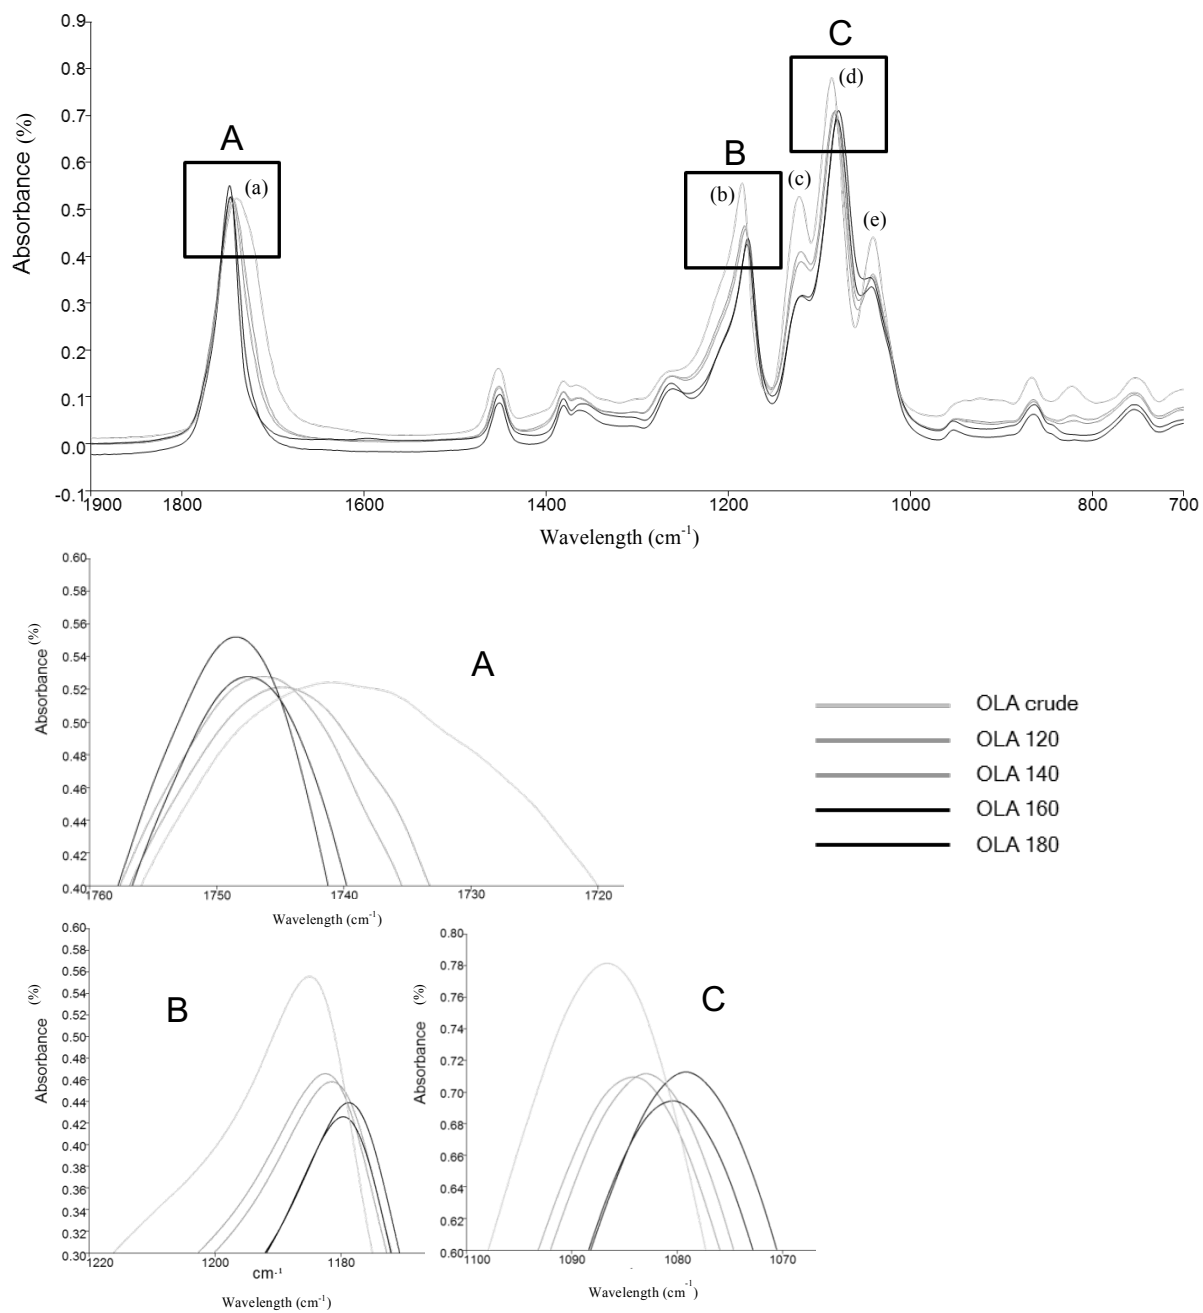 0.9
0.8
0.7
0.6
0.5
0.4
0.3
0.2
0.1
0.0
-0.1
Absorbance (%)
A
(a)
B
(b)
C
(c)
(d)
(e)
1900 1800 1600 1400 1200 1000 800 700
Wavelength (cm-1)
0.60
0.58
0.56
0.54
0.52
0.50
0.48
0.46
0.44
0.42
0.40
Absorbance (%)
A
1760 1750 1740 1730 1720
Wavelength (cm-1)
OLA crude
OLA 120
OLA 140
OLA 160
OLA 180
0.60
0.58
0.56
0.54
0.52
0.50
0.48
0.46
0.44
0.42
0.40
0.38
0.36
0.34
0.32
0.30
Absorbance (%)
B
1220 1200 1180
cm-1
Wavelength (cm-1)
0.80
0.78
0.76
0.74
0.72
0.70
0.68
0.66
0.64
0.62
0.60
Absorbance (%)
C
1100 1090 1080 1070
Wavelength (cm-1)